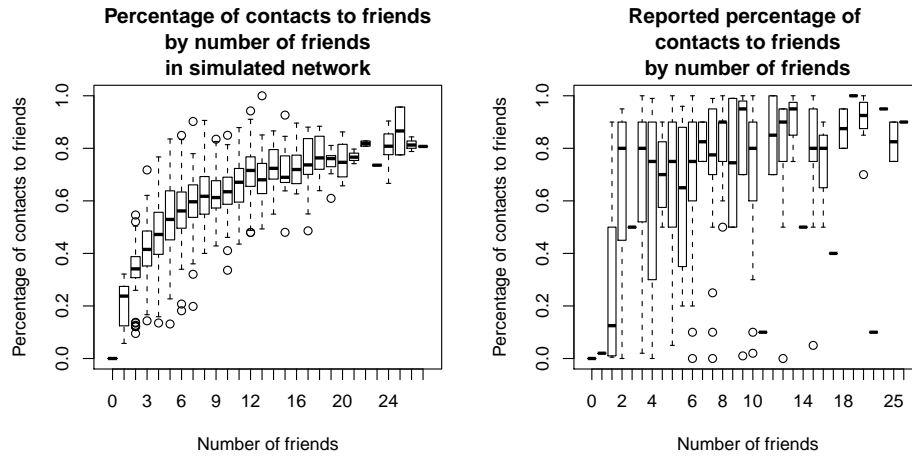 Percentage of contacts to friends
by number of friends
in simulated network
Percentage of contacts to friends
1.0
0.8
0.6
0.4
0.2
0.0
0 3 6 9 12 16 20 24
Number of friends
Reported percentage of
contacts to friends
by number of friends
Percentage of contacts to friends
1.0
0.8
0.6
0.4
0.2
0.0
0 2 4 6 8 10 14 18 25
Number of friends